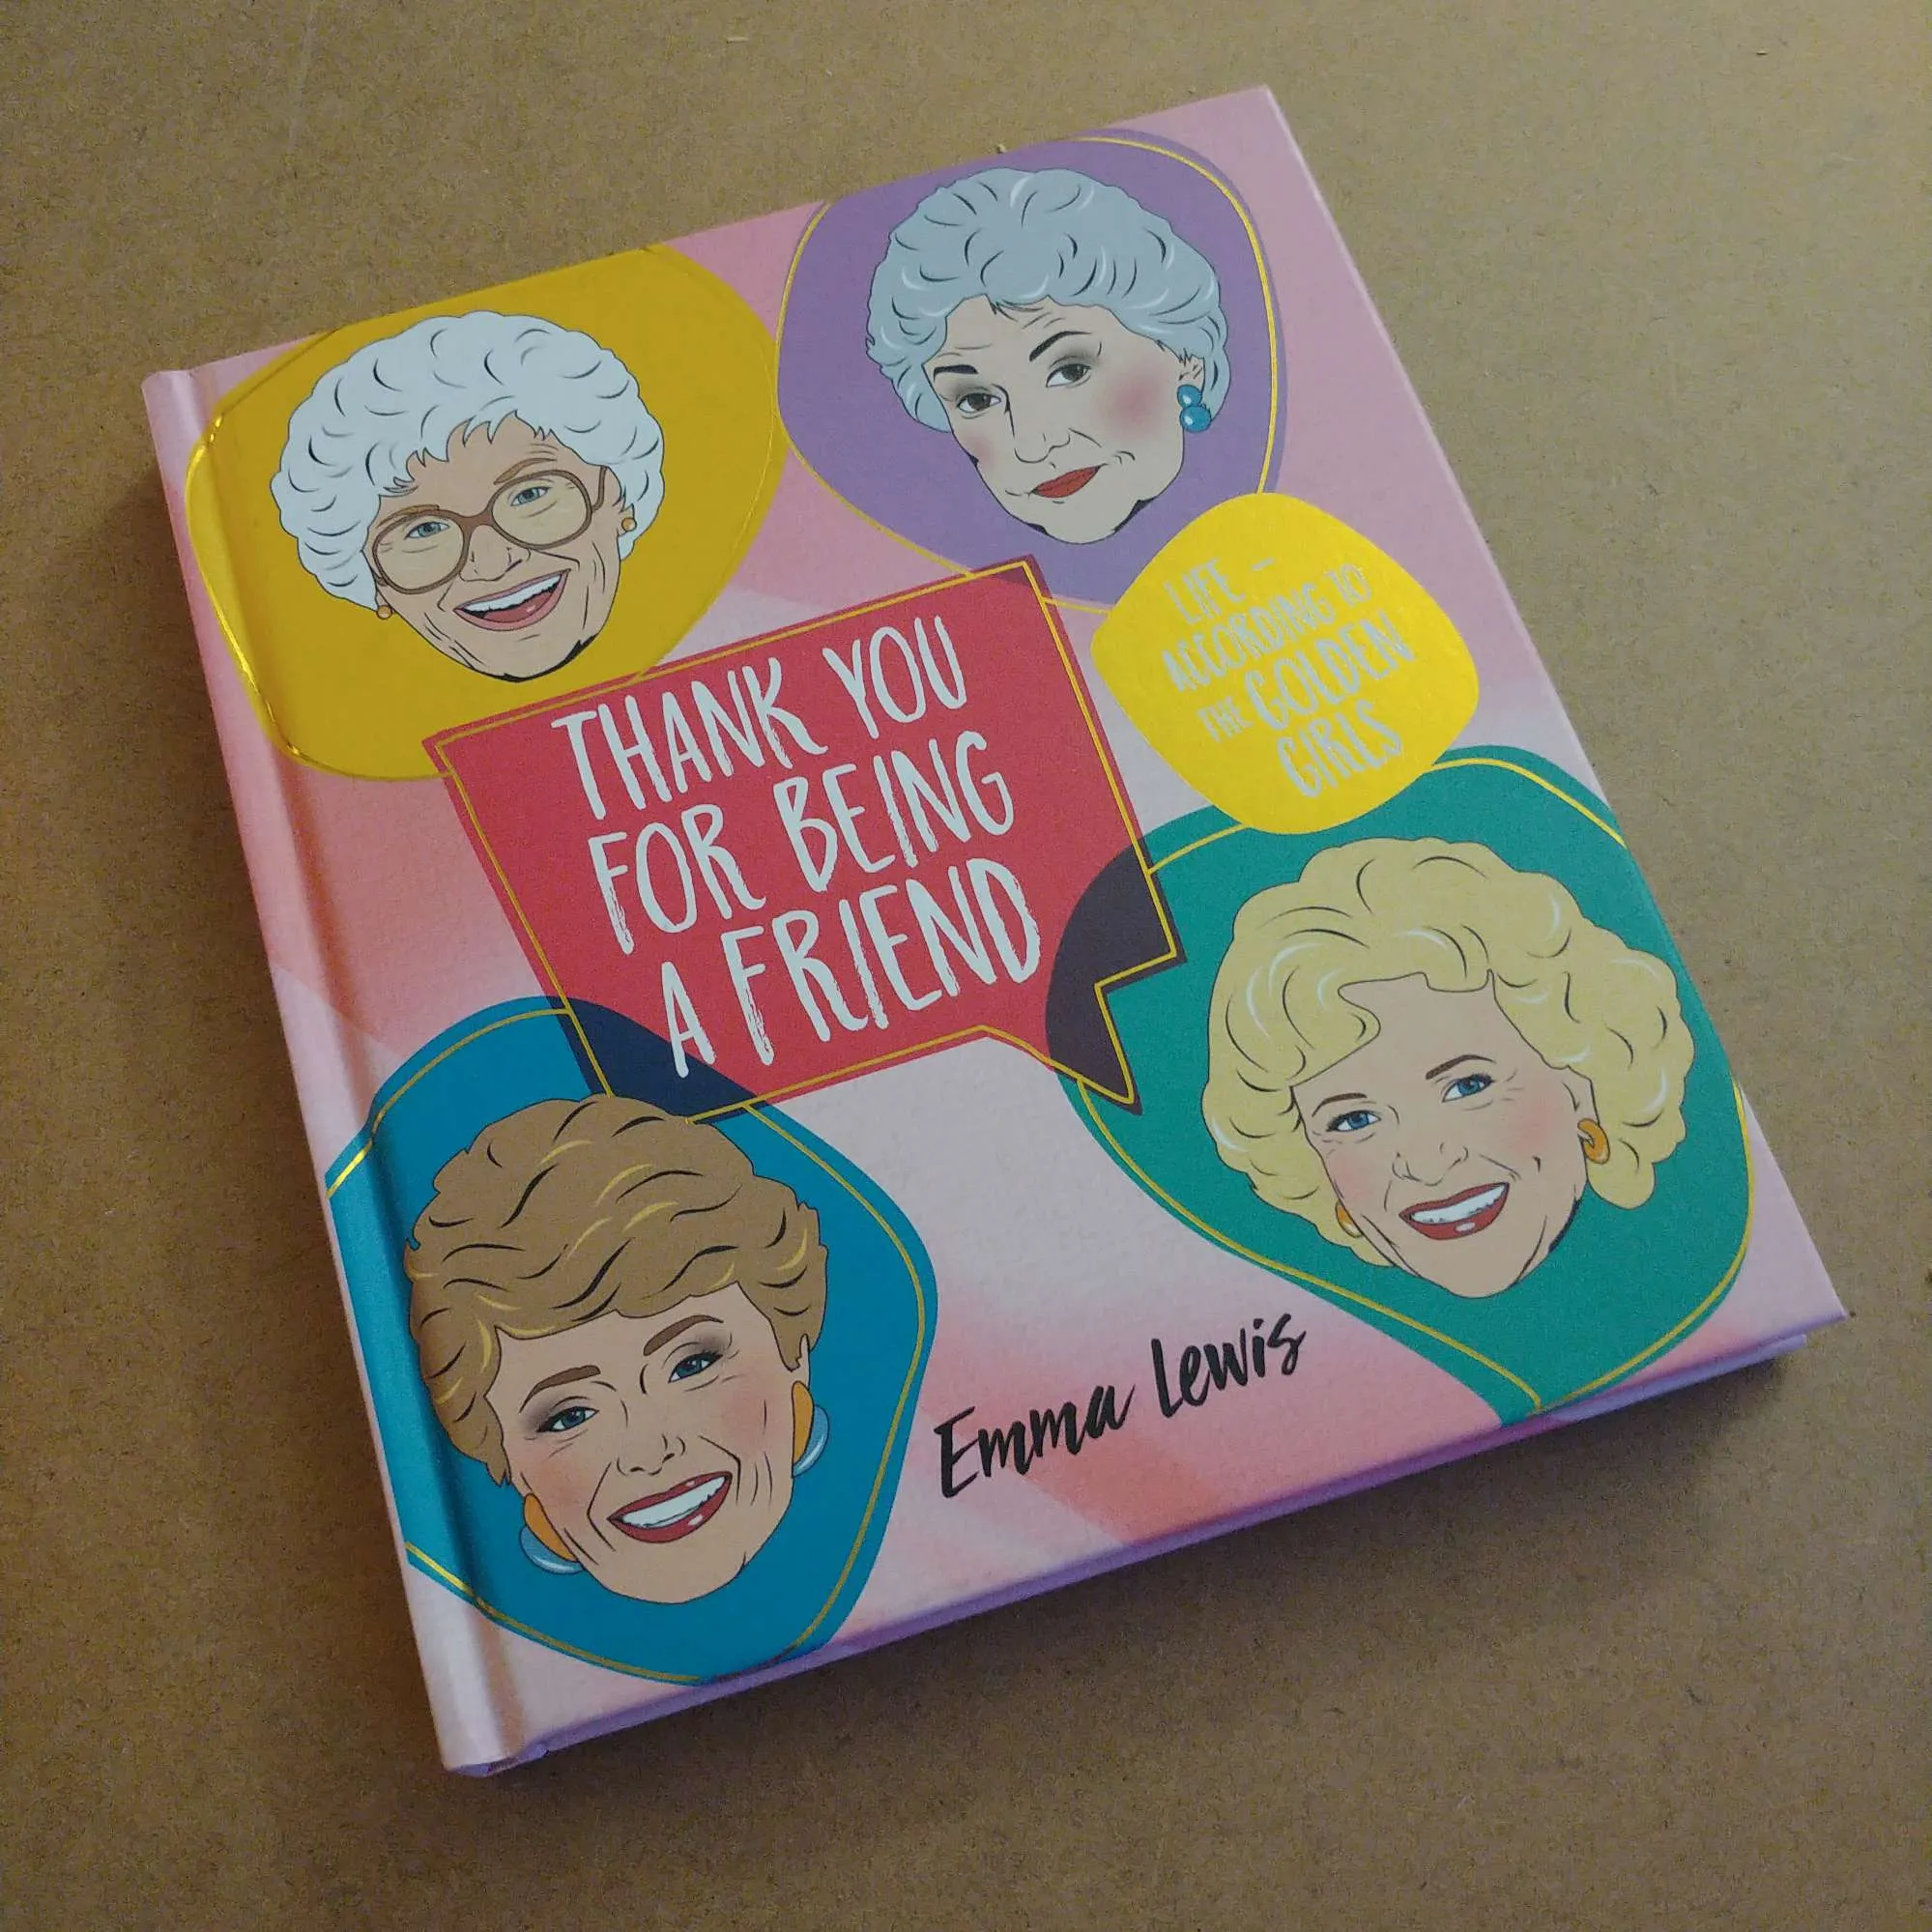 THANK YOU
FOR BEING
A FRIEND
LIFE –
ACCORDING TO
THE GOLDEN
GIRLS
Emma Lewis